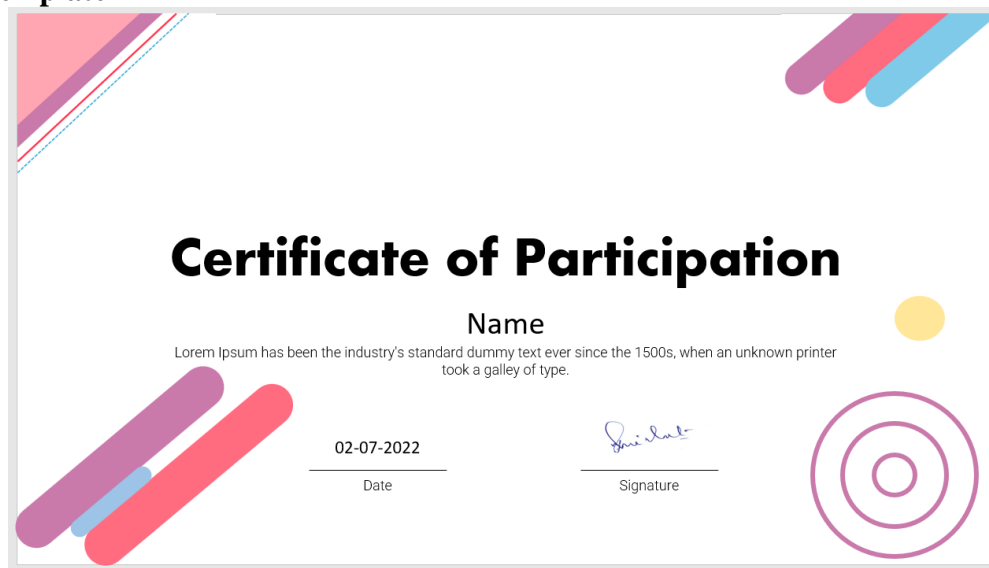 Certificate of Participation
Name
Lorem Ipsum has been the industry's standard dummy text ever since the 1500s, when an unknown printer
took a galley of type.
02-07-2022
Date
Signature